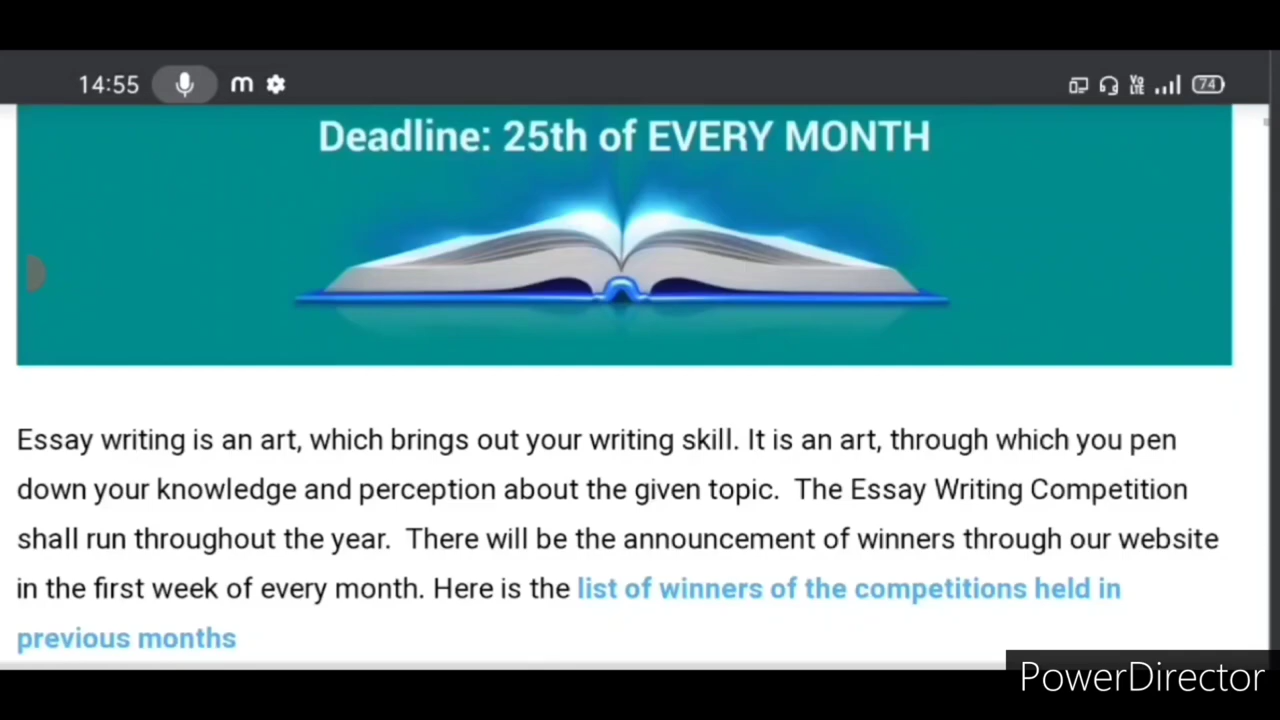 14:55 m Vo LTE 74
Deadline: 25th of EVERY MONTH
Essay writing is an art, which brings out your writing skill. It is an art, through which you pen
down your knowledge and perception about the given topic. The Essay Writing Competition
shall run throughout the year. There will be the announcement of winners through our website
in the first week of every month. Here is the list of winners of the competitions held in
previous months
PowerDirector